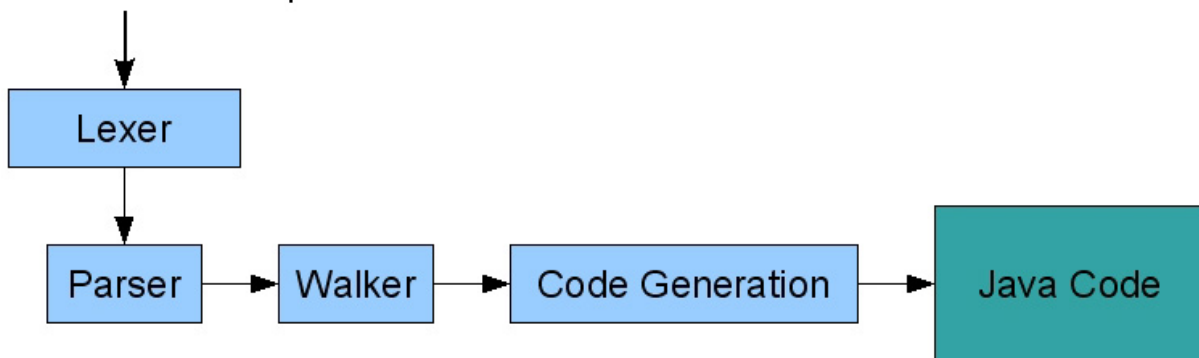 Lexer
Parser
Walker
Code Generation
Java Code